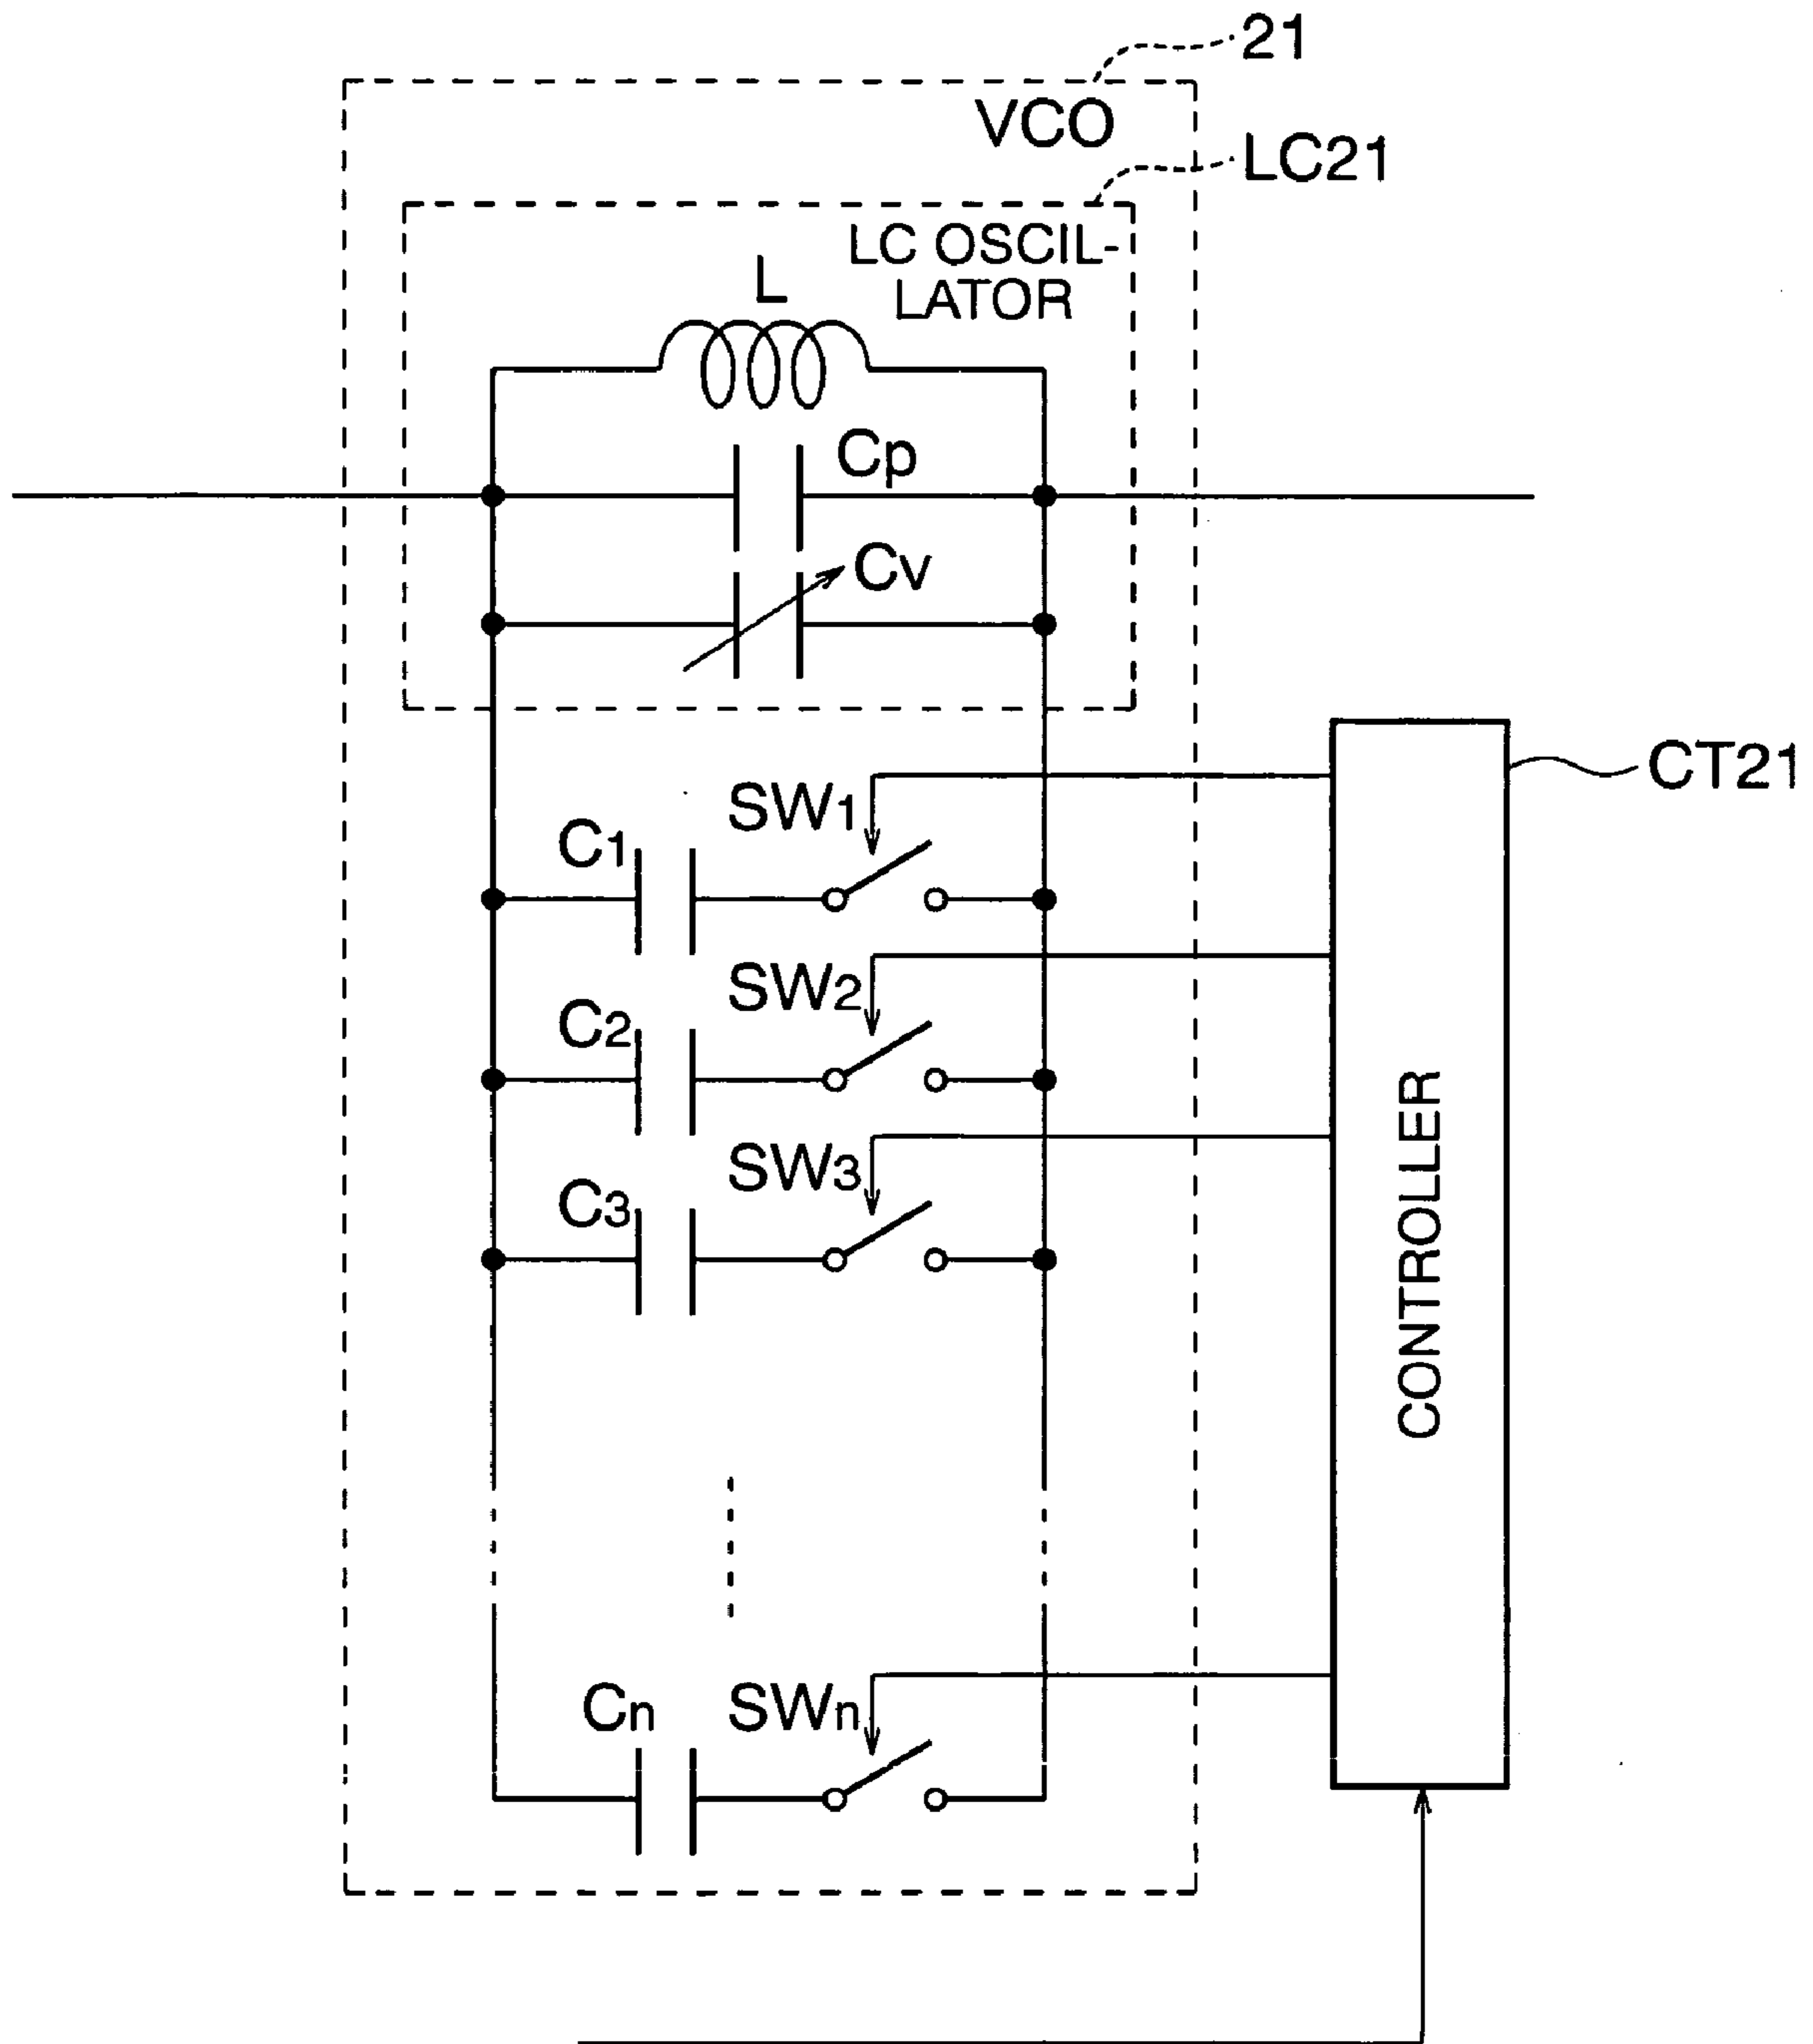 21
VCO
LC21
LC OSCIL-
LATOR
L
Cp
Cv
CT21
SW1
C1
SW2
C2
SW3
C3
CONTROLLER
Cn
SWn